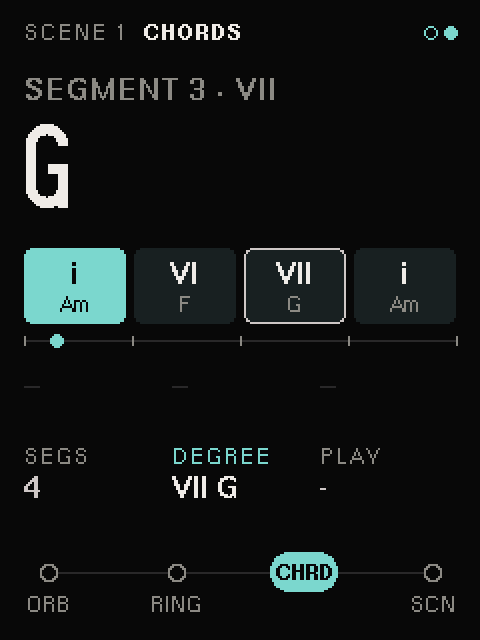 SCENE 1 CHORDS
SEGMENT 3 · VII
G
i VI VII i
Am F G Am
SEGS DEGREE PLAY
4 VII G -
CHRD
ORB RING SCN